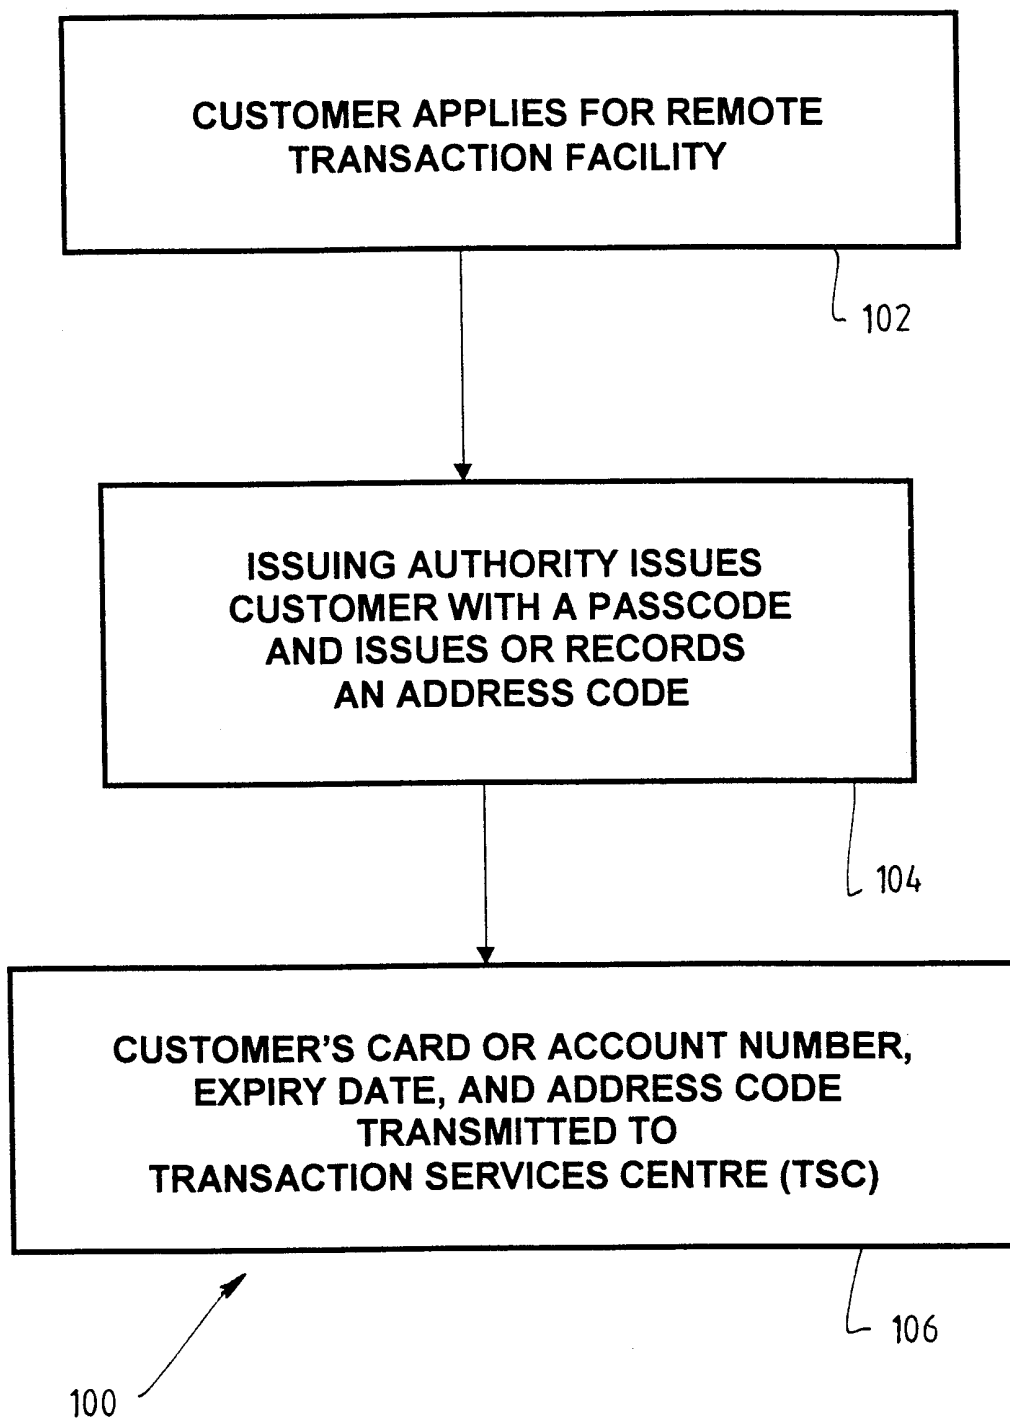 CUSTOMER APPLIES FOR REMOTE
TRANSACTION FACILITY
102
ISSUING AUTHORITY ISSUES
CUSTOMER WITH A PASSCODE
AND ISSUES OR RECORDS
AN ADDRESS CODE
104
CUSTOMER'S CARD OR ACCOUNT NUMBER,
EXPIRY DATE, AND ADDRESS CODE
TRANSMITTED TO
TRANSACTION SERVICES CENTRE (TSC)
106
100